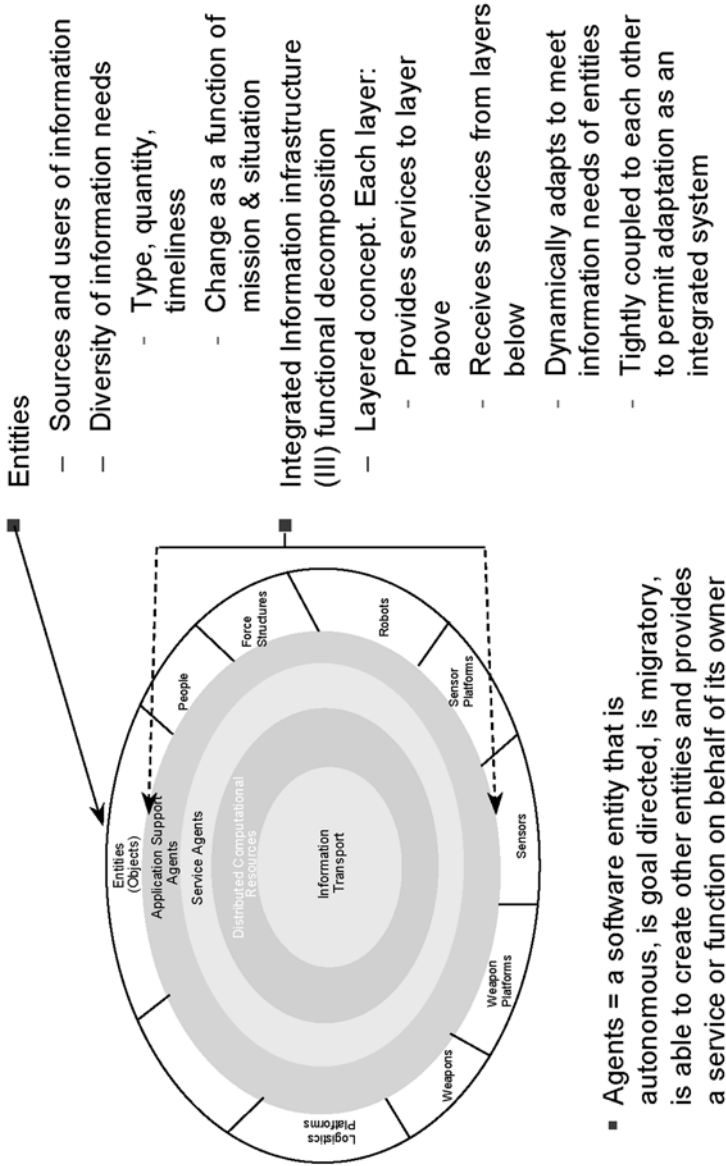 Entities
(Objects)
People
Force
Structures
Robots
Sensor
Platforms
Sensors
Weapon
Platforms
Weapons
Logistics
Platforms
Application Support
Agents
Service Agents
Distributed Computational
Resources
Information
Transport
■ Entities
– Sources and users of information
– Diversity of information needs
- Type, quantity,
timeliness
- Change as a function of
mission & situation
■ Integrated Information infrastructure
(III) functional decomposition
– Layered concept. Each layer:
- Provides services to layer
above
- Receives services from layers
below
- Dynamically adapts to meet
information needs of entities
- Tightly coupled to each other
to permit adaptation as an
integrated system
▪ Agents = a software entity that is
autonomous, is goal directed, is migratory,
is able to create other entities and provides
a service or function on behalf of its owner